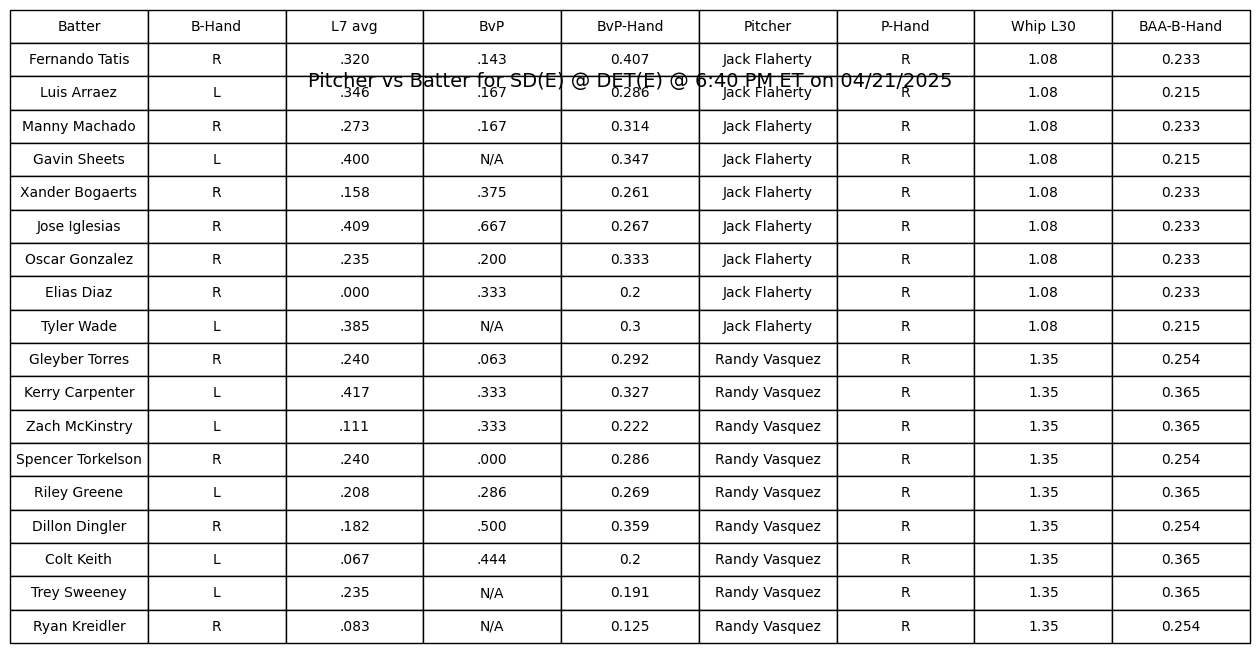 Batter B-Hand L7 avg BvP BvP-Hand Pitcher P-Hand Whip L30 BAA-B-Hand
Fernando Tatis R .320 .143 0.407 Jack Flaherty R 1.08 0.233
Pitcher vs Batter for SD(E) @ DET(E) @ 6:40 PM ET on 04/21/2025
Luis Arraez L .346 .167 0.286 Jack Flaherty R 1.08 0.215
Manny Machado R .273 .167 0.314 Jack Flaherty R 1.08 0.233
Gavin Sheets L .400 N/A 0.347 Jack Flaherty R 1.08 0.215
Xander Bogaerts R .158 .375 0.261 Jack Flaherty R 1.08 0.233
Jose Iglesias R .409 .667 0.267 Jack Flaherty R 1.08 0.233
Oscar Gonzalez R .235 .200 0.333 Jack Flaherty R 1.08 0.233
Elias Diaz R .000 .333 0.2 Jack Flaherty R 1.08 0.233
Tyler Wade L .385 N/A 0.3 Jack Flaherty R 1.08 0.215
Gleyber Torres R .240 .063 0.292 Randy Vasquez R 1.35 0.254
Kerry Carpenter L .417 .333 0.327 Randy Vasquez R 1.35 0.365
Zach McKinstry L .111 .333 0.222 Randy Vasquez R 1.35 0.365
Spencer Torkelson R .240 .000 0.286 Randy Vasquez R 1.35 0.254
Riley Greene L .208 .286 0.269 Randy Vasquez R 1.35 0.365
Dillon Dingler R .182 .500 0.359 Randy Vasquez R 1.35 0.254
Colt Keith L .067 .444 0.2 Randy Vasquez R 1.35 0.365
Trey Sweeney L .235 N/A 0.191 Randy Vasquez R 1.35 0.365
Ryan Kreidler R .083 N/A 0.125 Randy Vasquez R 1.35 0.254